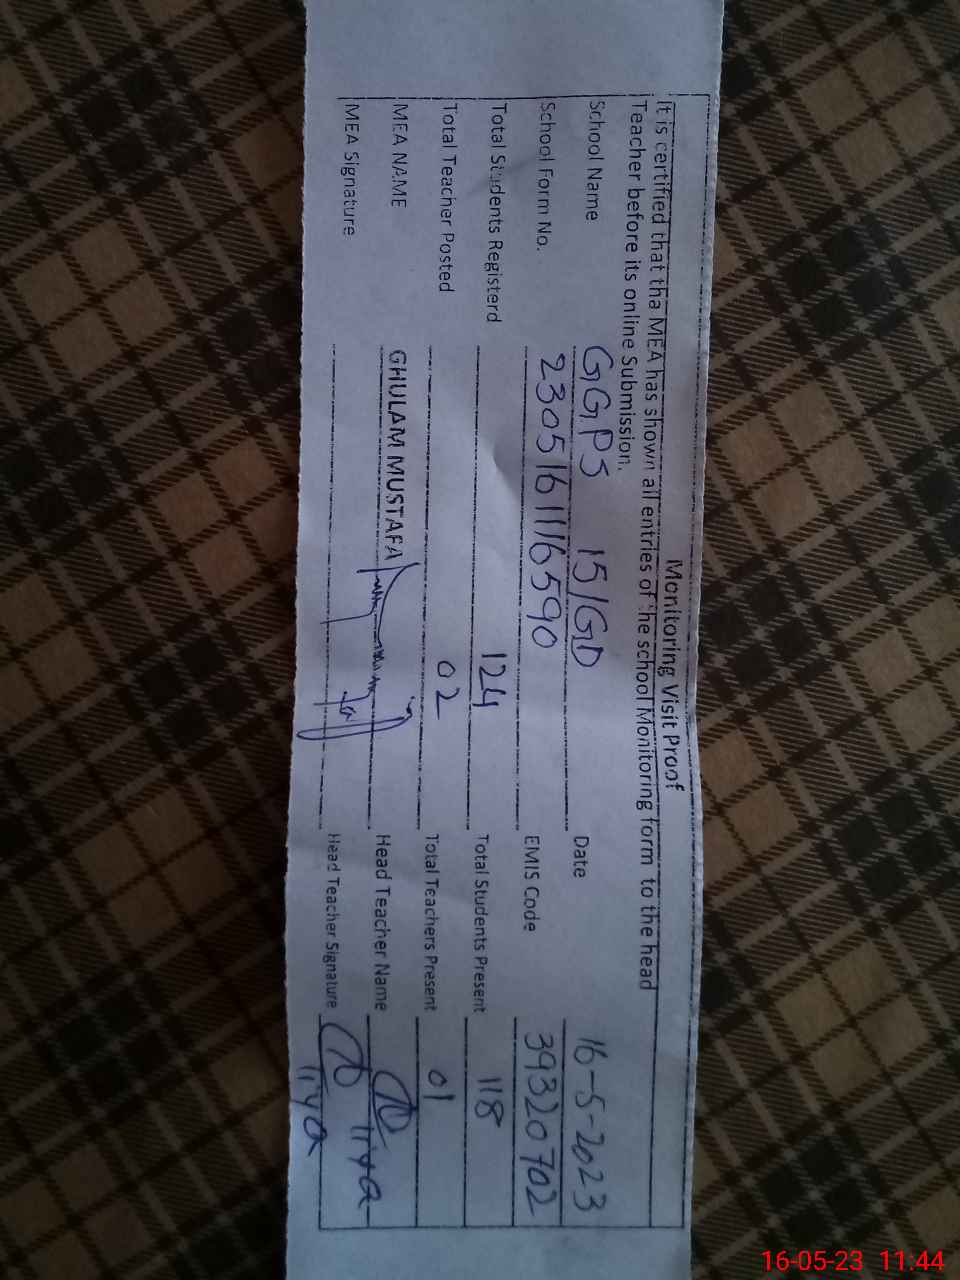 Monitoring Visit Proof
It is certified that tha MEA has shown all entries of the school Monitoring form to the head
Teacher before its online Submission.
School Name GGPS 15/GD Date 16-5-2023
School Form No. 2305161116590 EMIS Code 39320702
Total Students Registerd 124 Total Students Present 118
Total Teacher Posted 02 Total Teachers Present 01
MEA NAME GHULAM MUSTAFA Head Teacher Name
MEA Signature Head Teacher Signature
16-05-23 11:44